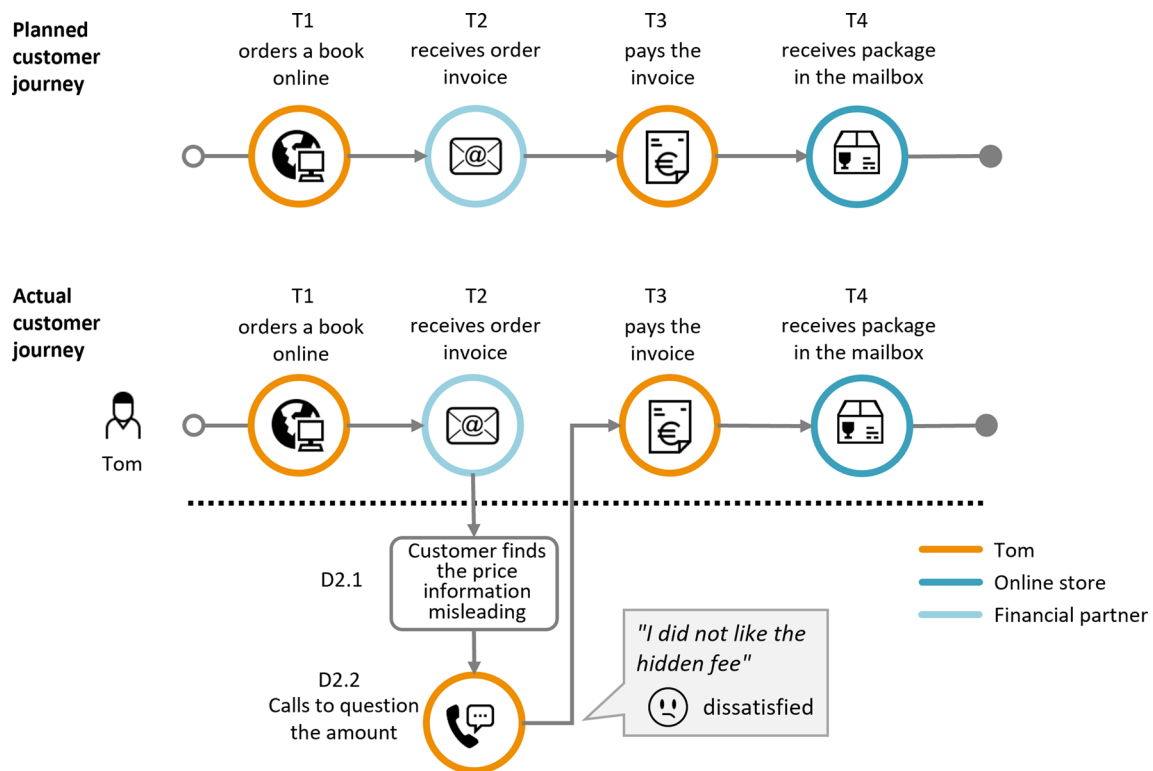 Planned
customer
journey
T1
orders a book
online
T2
receives order
invoice
T3
pays the
invoice
T4
receives package
in the mailbox
@
€
Actual
customer
journey
T1
orders a book
online
T2
receives order
invoice
T3
pays the
invoice
T4
receives package
in the mailbox
@
€
Tom
D2.1
Customer finds
the price
information
misleading
D2.2
Calls to question
the amount
"I did not like the
hidden fee"
dissatisfied
Tom
Online store
Financial partner